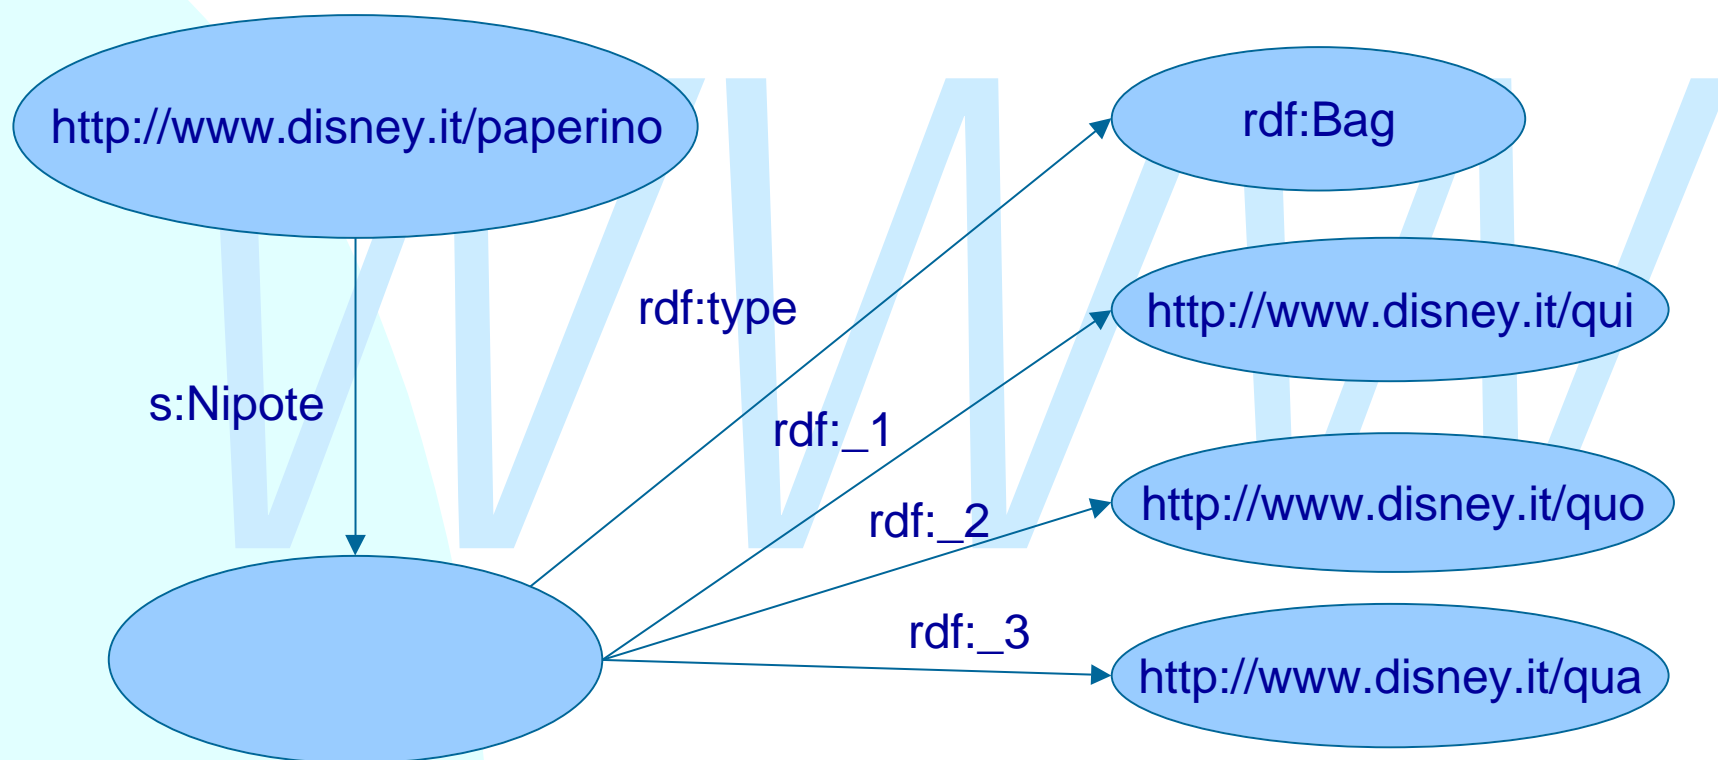 http://www.disney.it/paperino
rdf:Bag
rdf:type
http://www.disney.it/qui
s:Nipote
rdf:_1
rdf:_2
http://www.disney.it/quo
rdf:_3
http://www.disney.it/qua
WWW